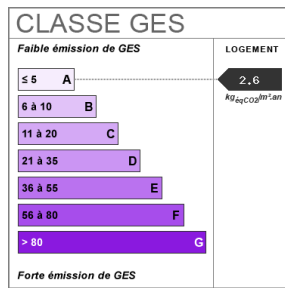 CLASSE GES
Faible émission de GES
LOGEMENT
≤ 5 A
2.6
6 à 10 B
kgéqCO2/m².an
11 à 20 C
21 à 35 D
36 à 55 E
56 à 80 F
> 80 G
Forte émission de GES